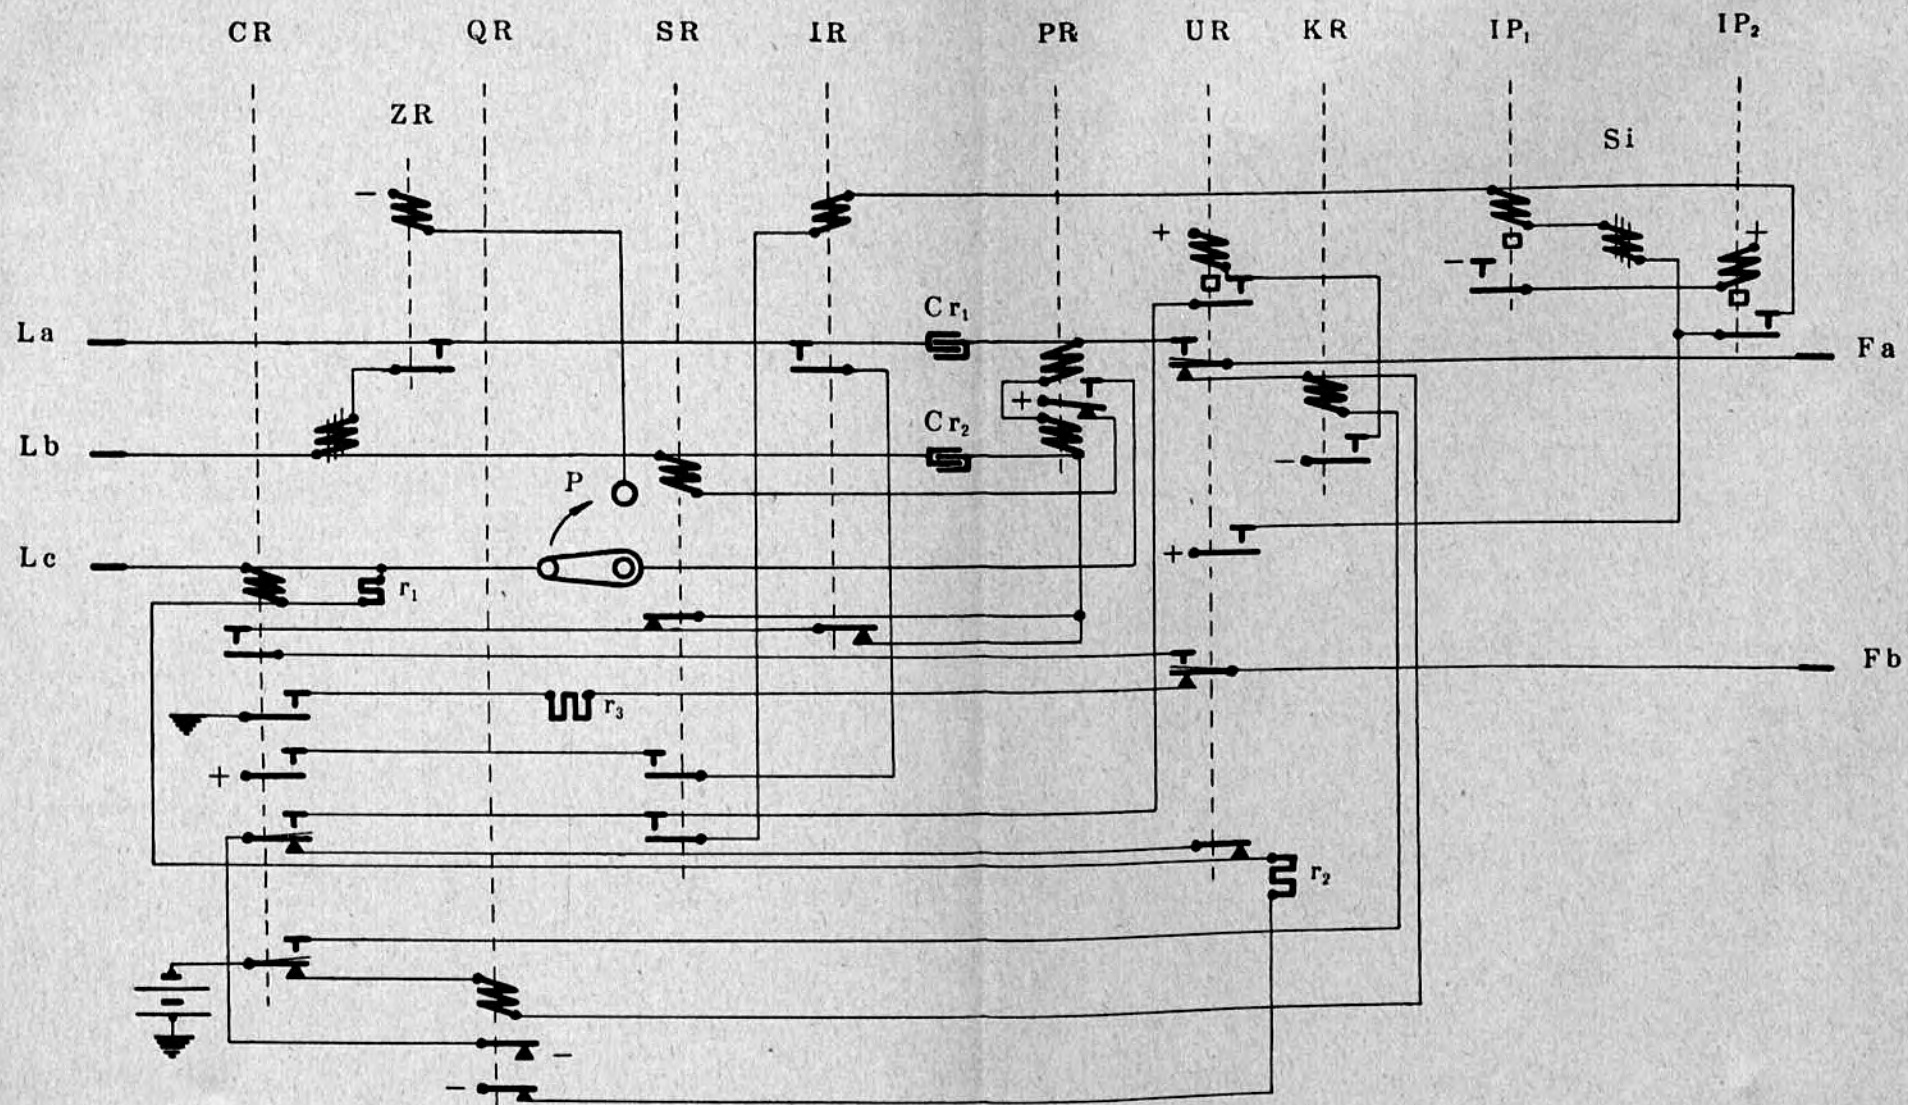 CR QR SR IR PR UR KR IP₁ IP₂
ZR
Si
−
+
+
−
Cr₁
La
Fa
+
Cr₂
Lb
P
−
Lc
+
r₁
Fb
r₃
+
r₂
−
−